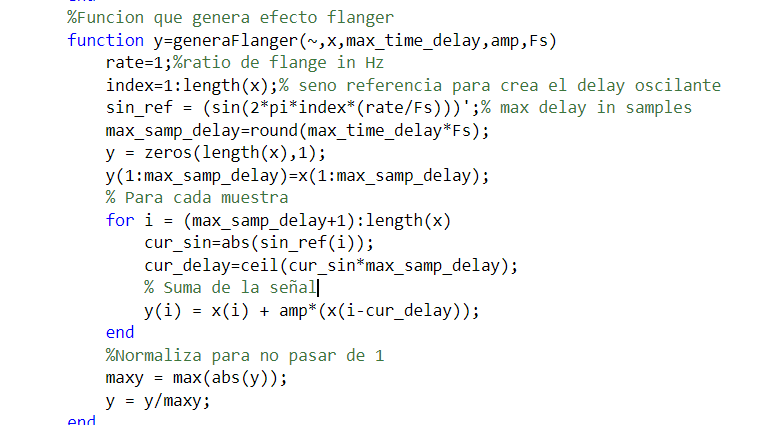 end
%Funcion que genera efecto flanger
function y=generaFlanger(~,x,max_time_delay,amp,Fs)
rate=1;%ratio de flange in Hz
index=1:length(x);% seno referencia para crea el delay oscilante
sin_ref = (sin(2*pi*index*(rate/Fs)))';% max delay in samples
max_samp_delay=round(max_time_delay*Fs);
y = zeros(length(x),1);
y(1:max_samp_delay)=x(1:max_samp_delay);
% Para cada muestra
for i = (max_samp_delay+1):length(x)
cur_sin=abs(sin_ref(i));
cur_delay=ceil(cur_sin*max_samp_delay);
% Suma de la señal
y(i) = x(i) + amp*(x(i-cur_delay));
end
%Normaliza para no pasar de 1
maxy = max(abs(y));
y = y/maxy;
end